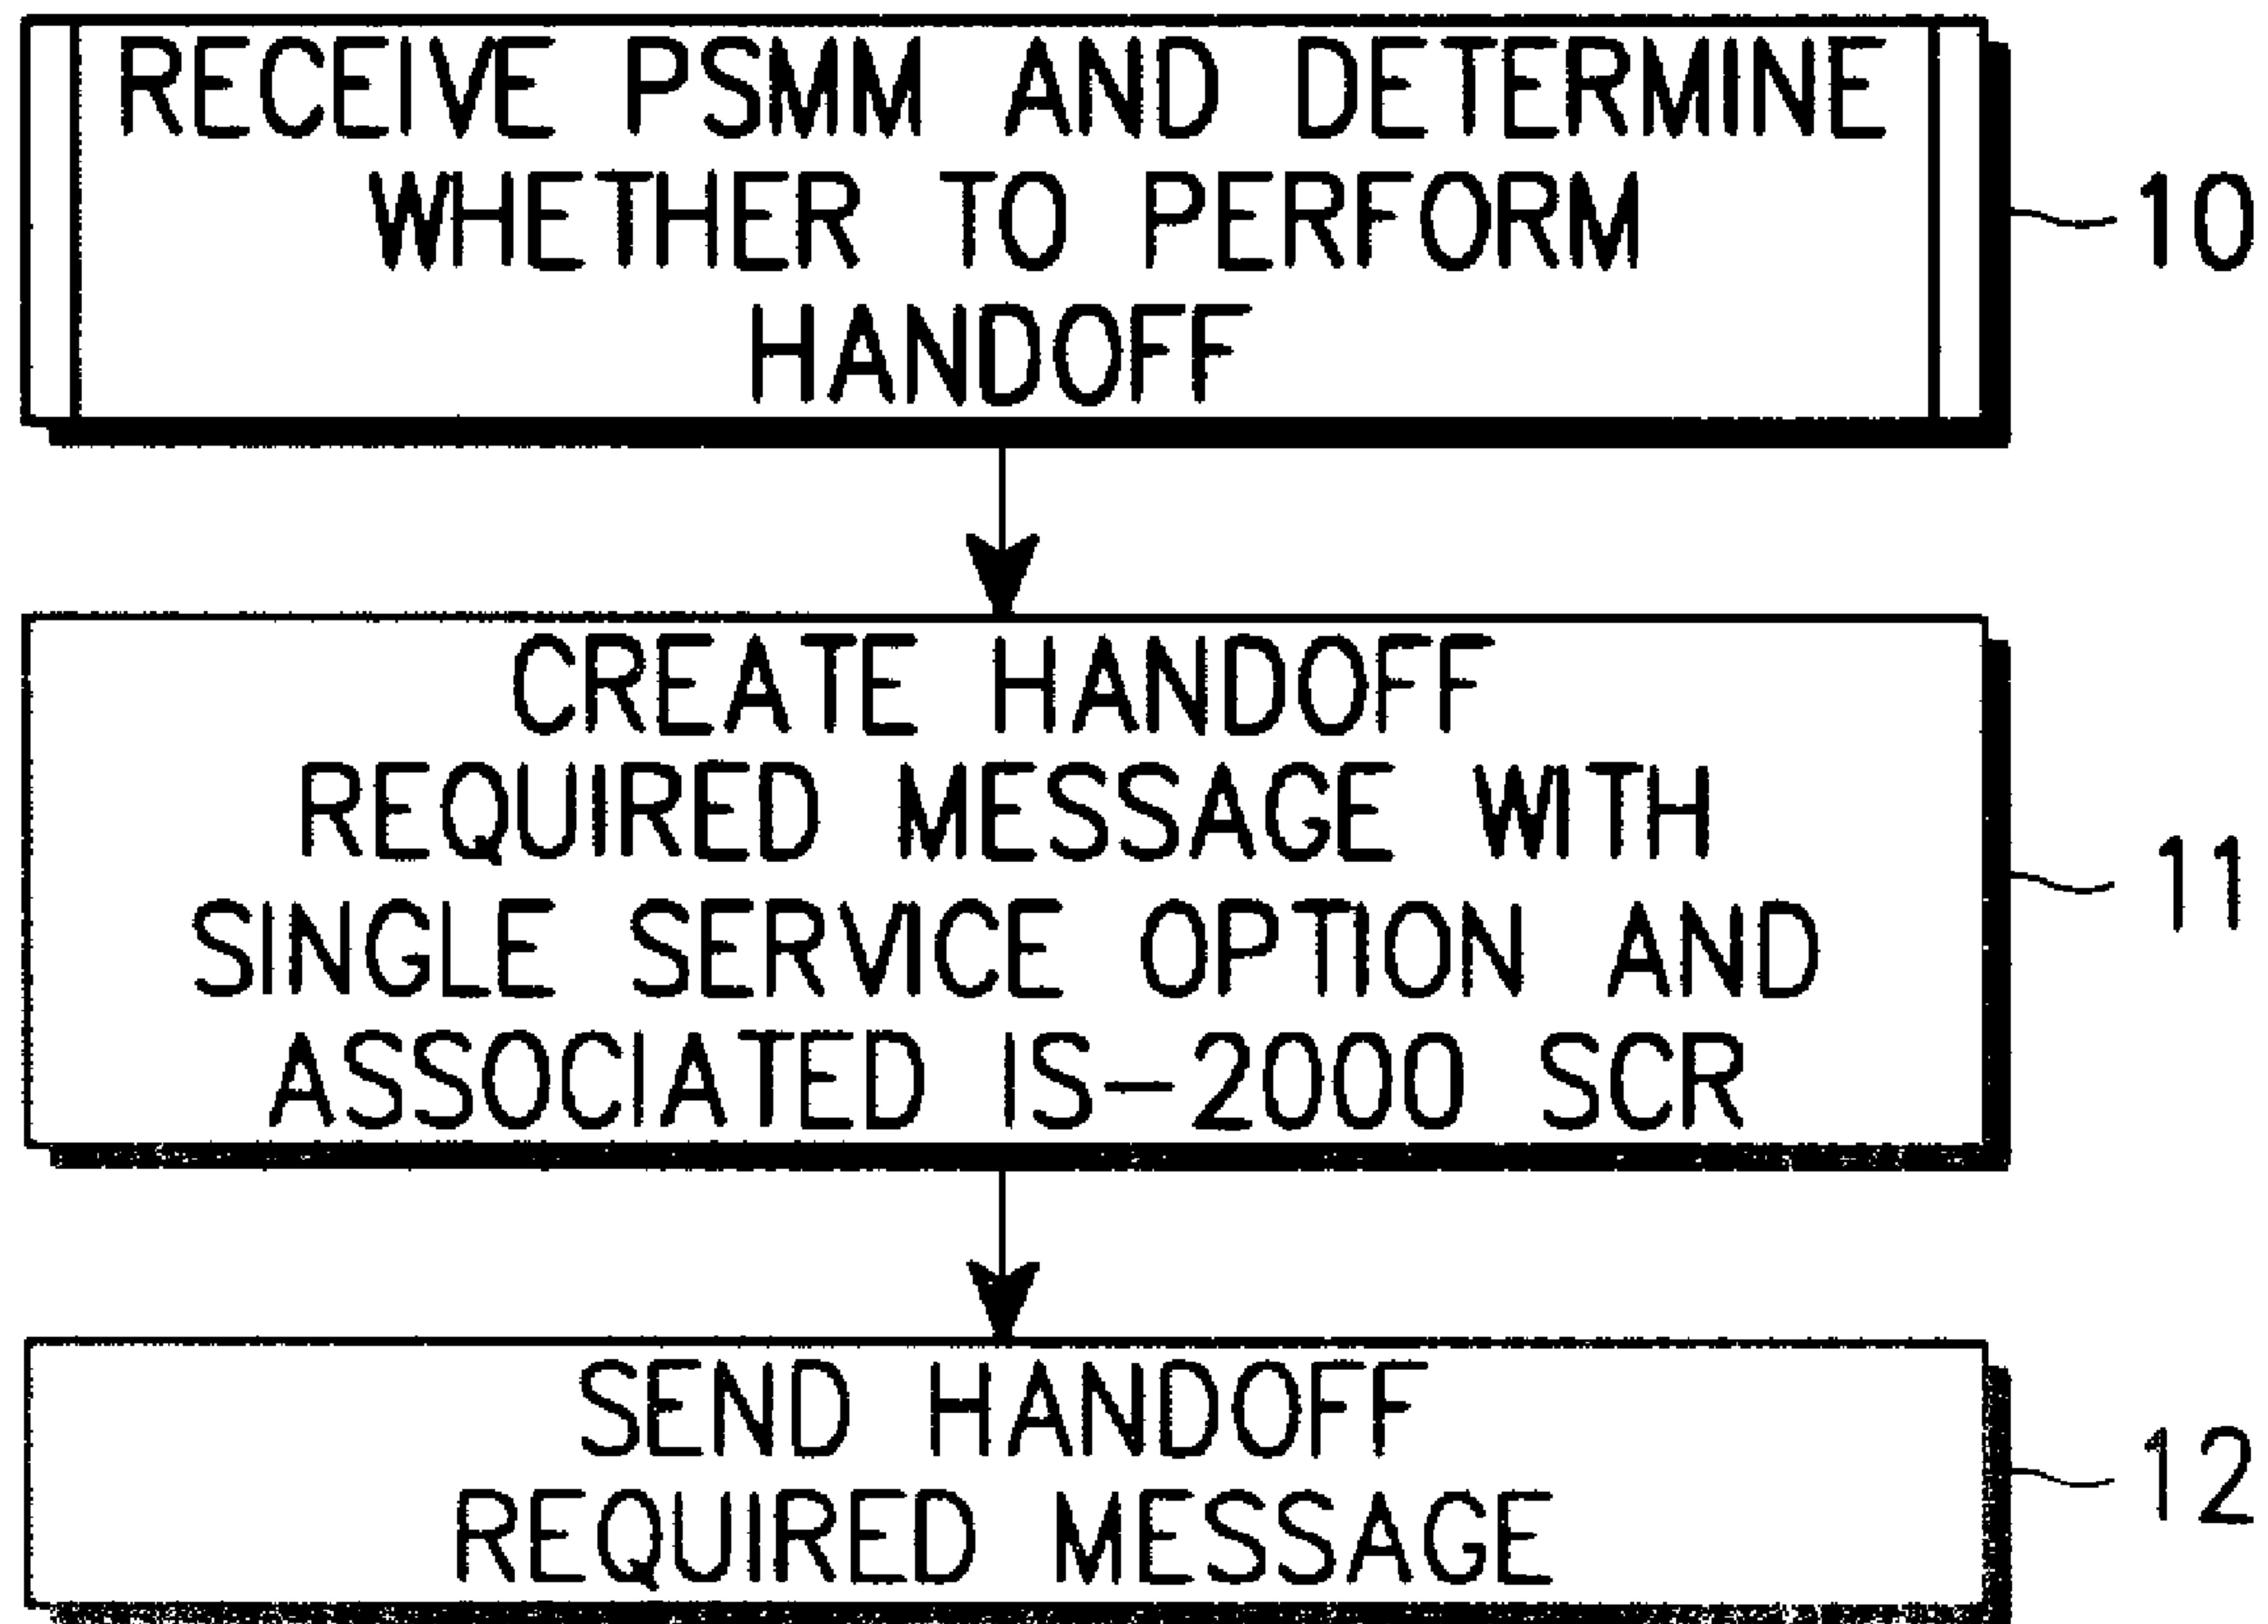 RECEIVE PSMM AND DETERMINE
WHETHER TO PERFORM
HANDOFF
10
CREATE HANDOFF
REQUIRED MESSAGE WITH
SINGLE SERVICE OPTION AND
ASSOCIATED IS-2000 SCR
11
SEND HANDOFF
REQUIRED MESSAGE
12